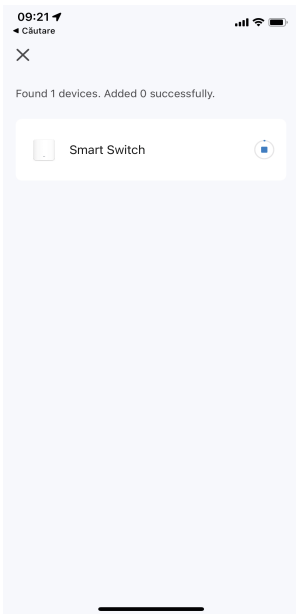 09:21
◀ Căutare
Found 1 devices. Added 0 successfully.
Smart Switch